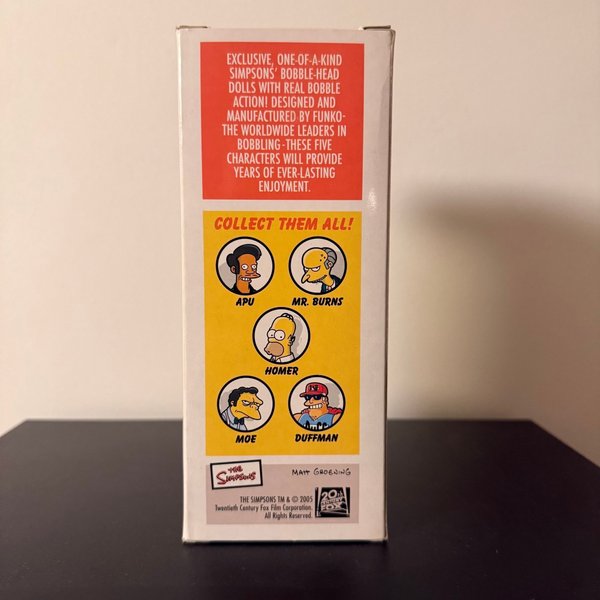 EXCLUSIVE, ONE-OF-A-KIND
SIMPSONS' BOBBLE-HEAD
DOLLS WITH REAL BOBBLE
ACTION! DESIGNED AND
MANUFACTURED BY FUNKO-
THE WORLDWIDE LEADERS IN
BOBBLING-THESE FIVE
CHARACTERS WILL PROVIDE
YEARS OF EVER-LASTING
ENJOYMENT.
COLLECT THEM ALL!
APU
MR. BURNS
HOMER
MOE
DUFFMAN
THE
SIMPSONS
MATT GROENING
THE SIMPSONS TM & © 2005
Twentieth Century Fox Film Corporation.
All Rights Reserved.
20th
CENTURY
FOX